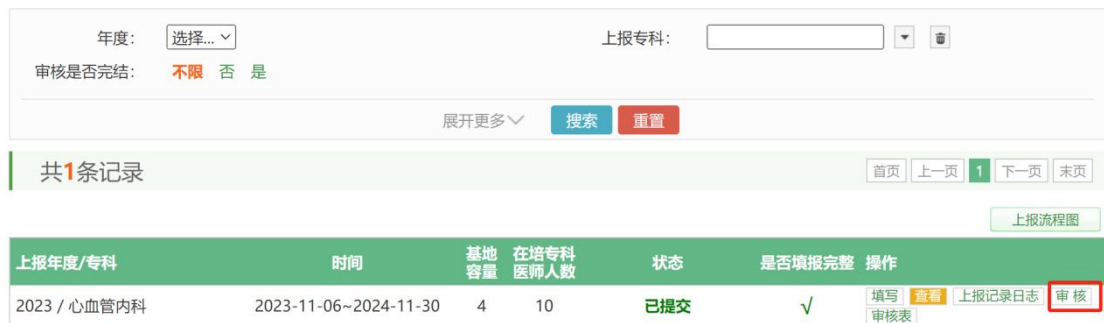 年度： 选择... 上报专科：
审核是否完结： 不限 否 是
展开更多 搜索 重置
共1条记录 首页 上一页 1 下一页 末页
上报流程图
上报年度/专科 时间 基地容量 在培专科医师人数 状态 是否填报完整 操作
2023 / 心血管内科 2023-11-06~2024-11-30 4 10 已提交 √ 填写 查看 上报记录日志 审 核
审核表